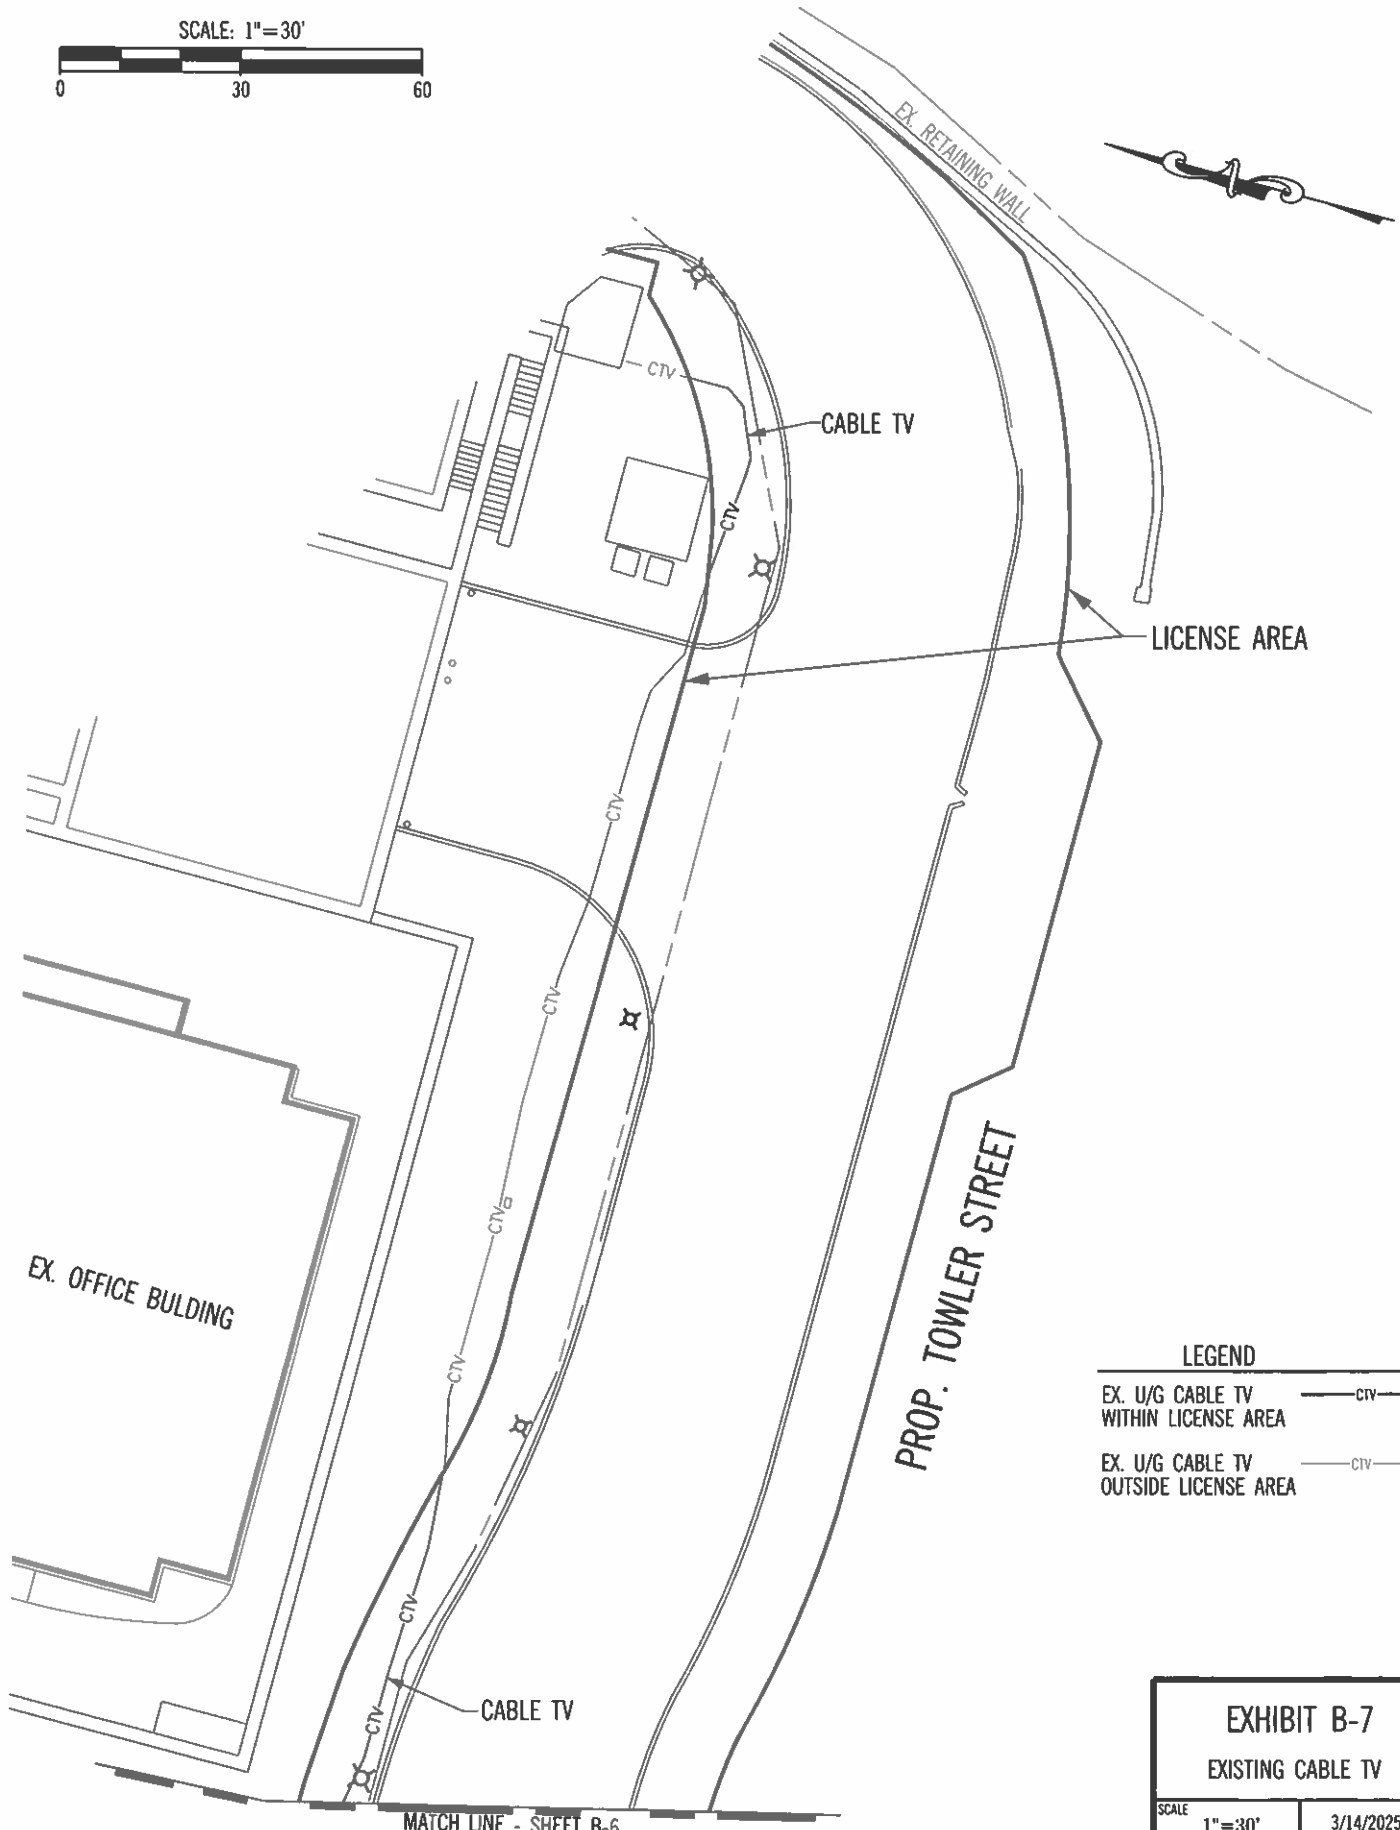 SCALE: 1"=30'
0 30 60
EX. RETAINING WALL
N
CTV
CABLE TV
CTV
LICENSE AREA
CTV
CTV
CTV
EX. OFFICE BULDING
PROP. TOWLER STREET
CTV
LEGEND
EX. U/G CABLE TV
WITHIN LICENSE AREA
CTV
EX. U/G CABLE TV
OUTSIDE LICENSE AREA
CTV
CTV
CABLE TV
CTV
EXHIBIT B-7
EXISTING CABLE TV
SCALE
1"=30'
3/14/2025
MATCH LINE - SHEET B-6